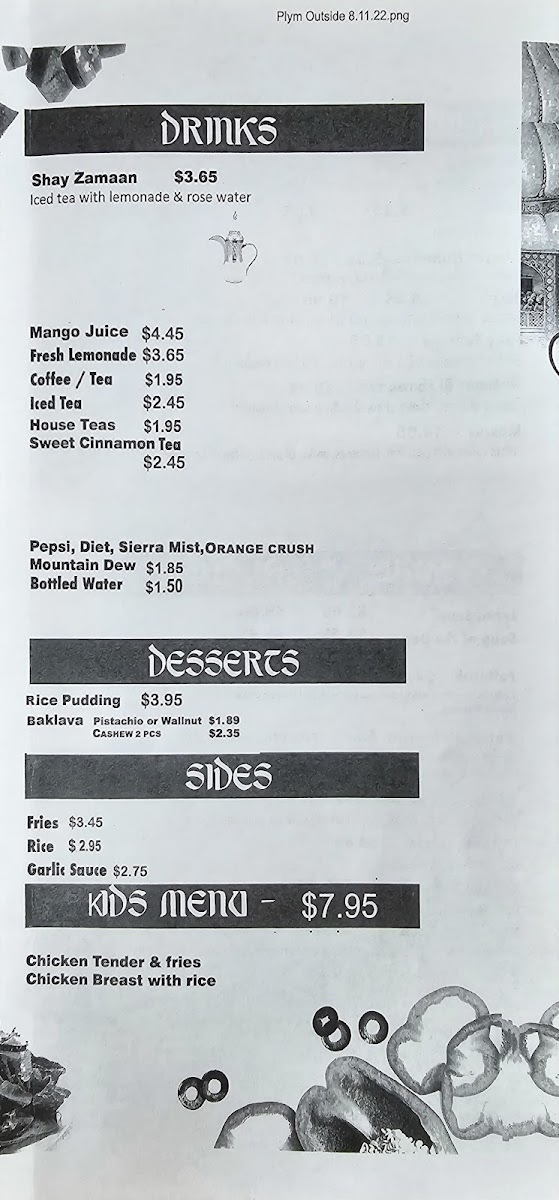 Plym Outside 8.11.22.png
DRINKS
Shay Zamaan $3.65
Iced tea with lemonade & rose water
Mango Juice $4.45
Fresh Lemonade $3.65
Coffee / Tea $1.95
Iced Tea $2.45
House Teas $1.95
Sweet Cinnamon Tea
$2.45
Pepsi, Diet, Sierra Mist,ORANGE CRUSH
Mountain Dew $1.85
Bottled Water $1.50
DESSERTS
Rice Pudding $3.95
Baklava Pistachio or Wallnut $1.89
CASHEW 2 PCS $2.35
SIDES
Fries $3.45
Rice $ 2.95
Garlic Sauce $2.75
KIDS MENU - $7.95
Chicken Tender & fries
Chicken Breast with rice